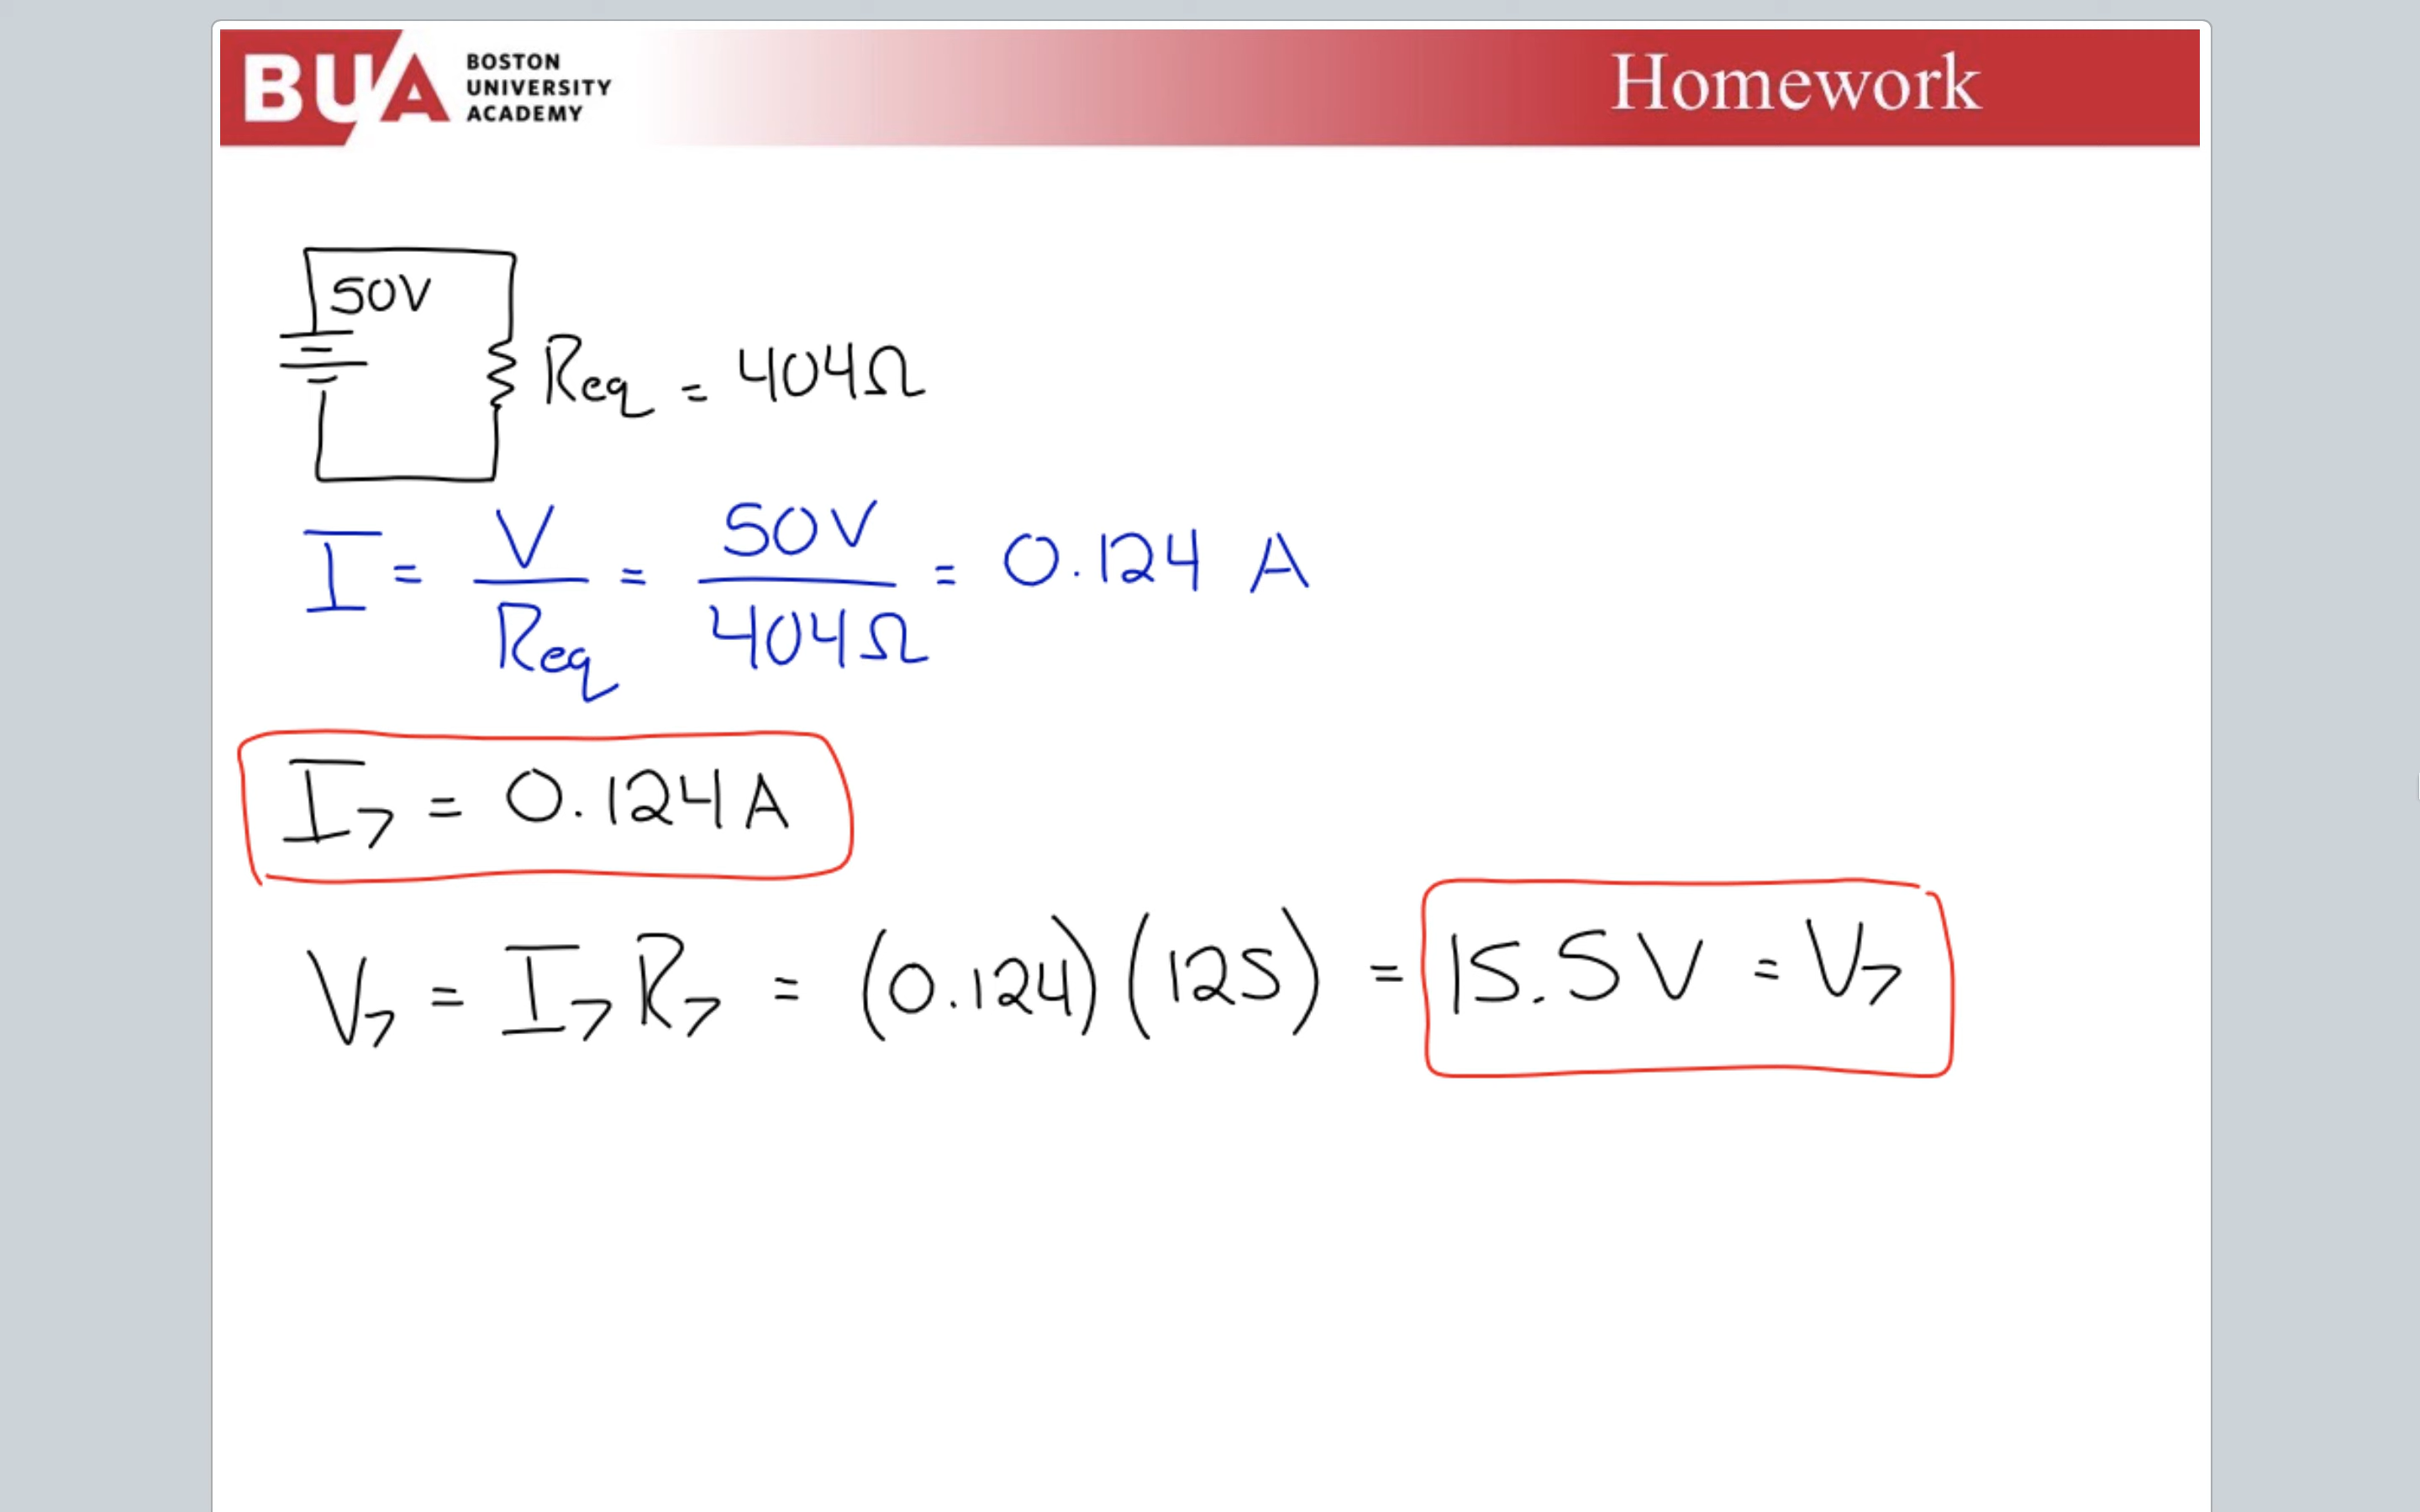 BUA
BOSTON
UNIVERSITY
ACADEMY
Homework
50V
Req = 404Ω
I = V/Req = 50V/404Ω = 0.124 A
I₇ = 0.124A
V₇ = I₇R₇ = (0.124)(125) = 15.5V = V₇